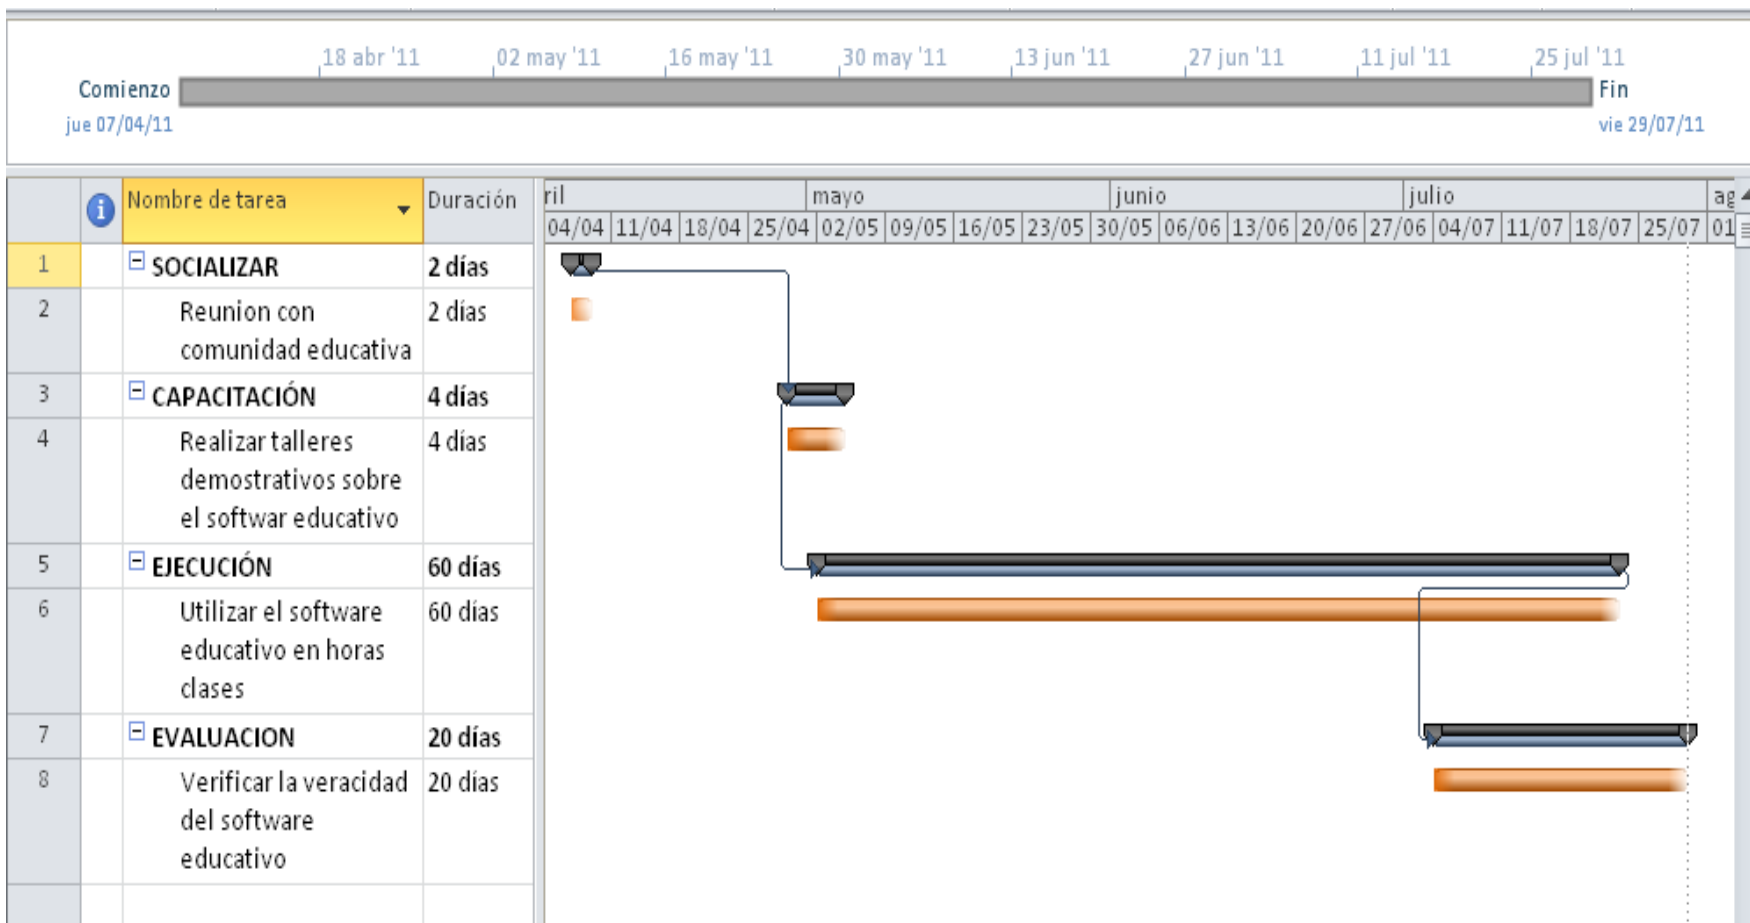 18 abr '11 02 may '11 16 may '11 30 may '11 13 jun '11 27 jun '11 11 jul '11 25 jul '11
Comienzo Fin
jue 07/04/11 vie 29/07/11
Nombre de tarea Duración ril mayo junio julio ag
04/04 11/04 18/04 25/04 02/05 09/05 16/05 23/05 30/05 06/06 13/06 20/06 27/06 04/07 11/07 18/07 25/07 01
1 SOCIALIZAR 2 días
2 Reunion con 2 días
comunidad educativa
3 CAPACITACIÓN 4 días
4 Realizar talleres 4 días
demostrativos sobre
el softwar educativo
5 EJECUCIÓN 60 días
6 Utilizar el software 60 días
educativo en horas
clases
7 EVALUACION 20 días
8 Verificar la veracidad 20 días
del software
educativo